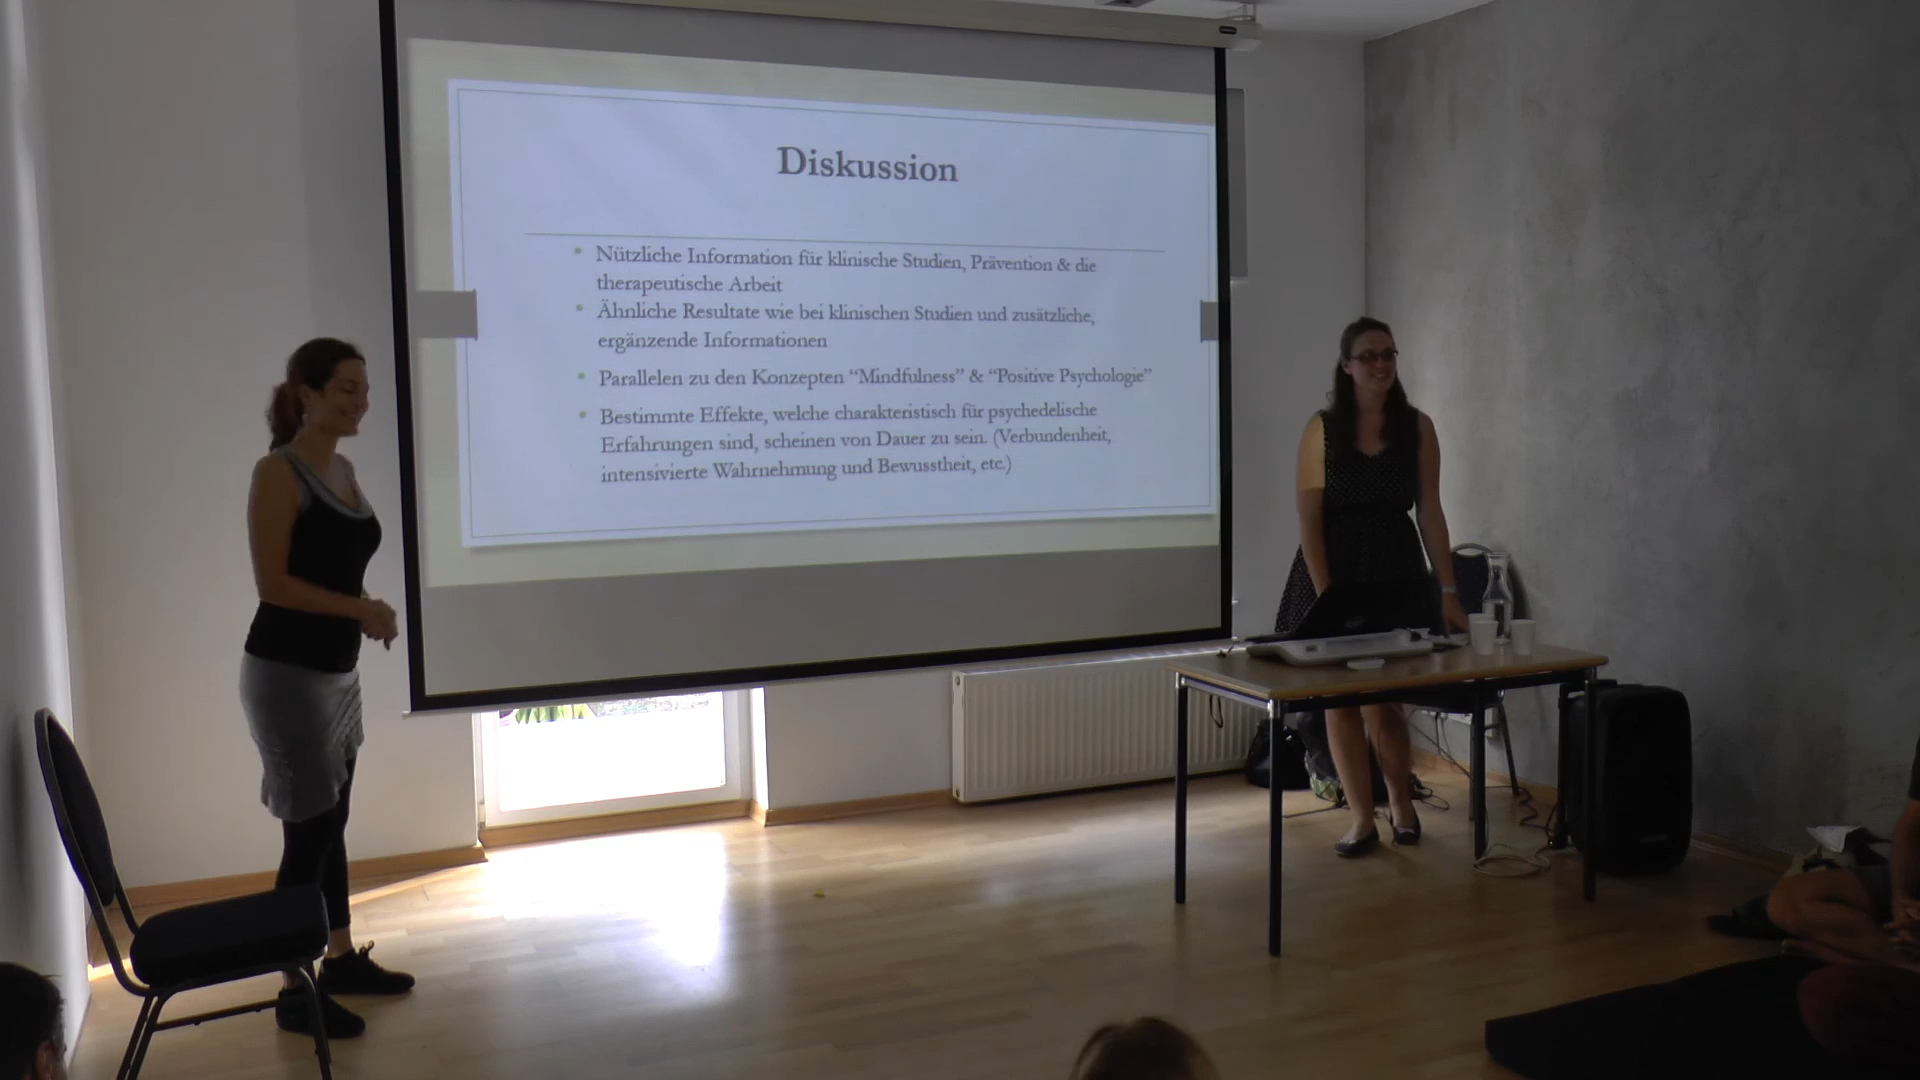 Diskussion
Nützliche Information für klinische Studien, Prävention & die
therapeutische Arbeit
Ähnliche Resultate wie bei klinischen Studien und zusätzliche,
ergänzende Informationen
Parallelen zu den Konzepten “Mindfulness” & “Positive Psychologie”
Bestimmte Effekte, welche charakteristisch für psychedelische
Erfahrungen sind, scheinen von Dauer zu sein. (Verbundenheit,
intensivierte Wahrnehmung und Bewusstheit, etc.)